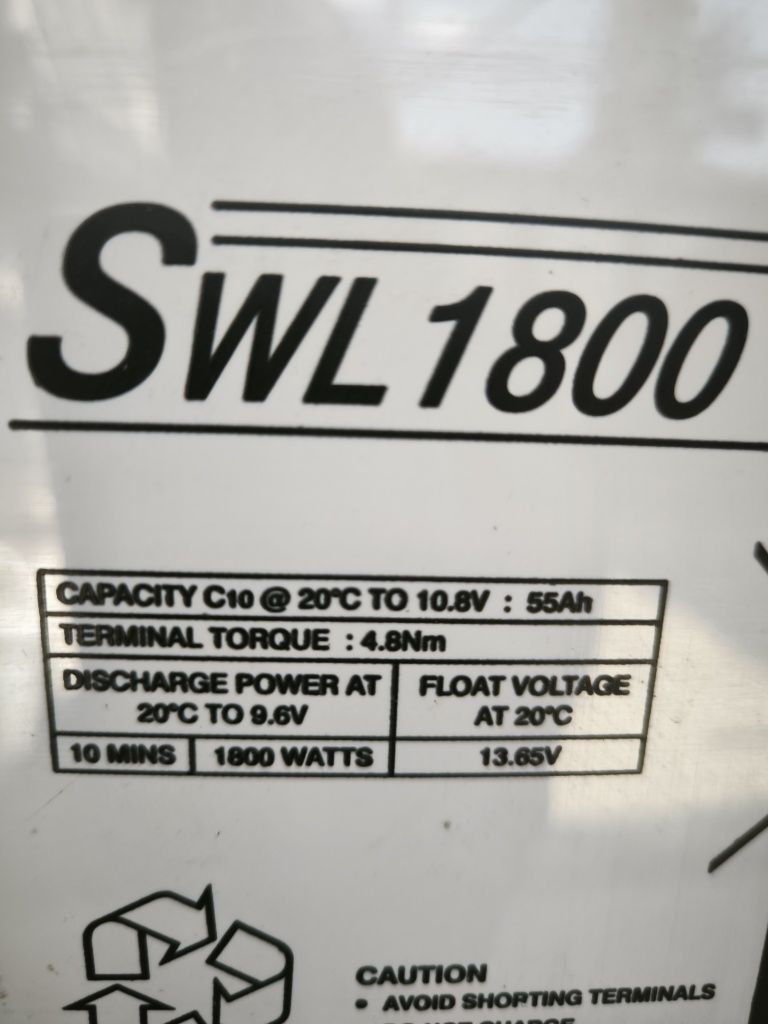 SWL1800
CAPACITY C10 @ 20°C TO 10.8V : 55Ah
TERMINAL TORQUE : 4.8Nm
DISCHARGE POWER AT
20°C TO 9.6V
FLOAT VOLTAGE
AT 20°C
10 MINS 1800 WATTS 13.65V
CAUTION
• AVOID SHORTING TERMINALS